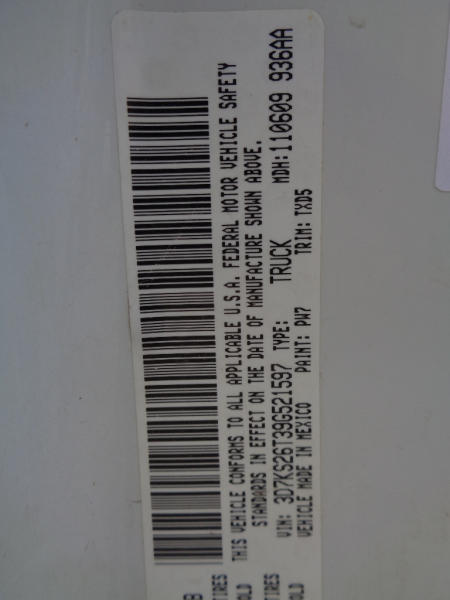 THIS VEHICLE CONFORMS TO ALL APPLICABLE U.S.A. FEDERAL MOTOR VEHICLE SAFETY
STANDARDS IN EFFECT ON THE DATE OF MANUFACTURE SHOWN ABOVE.
VIN: 3D7KS26T39G521597 TYPE: TRUCK MDH:110609 936AA
VEHICLE MADE IN MEXICO PAINT: PW7 TRIM: TXD5